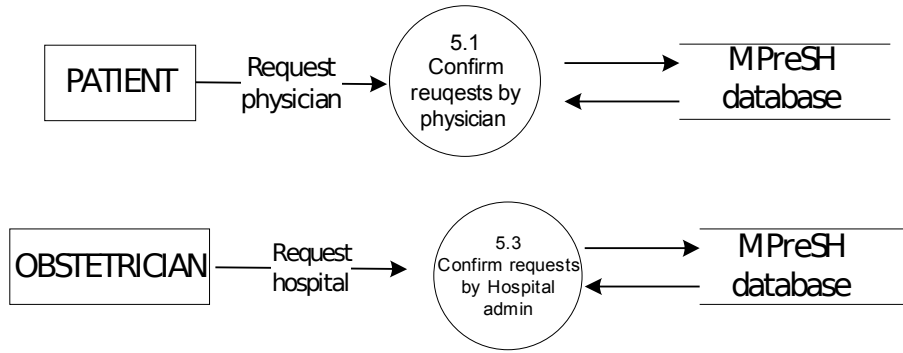 PATIENT
Request
physician
5.1
Confirm
reuqests by
physician
MPreSH
database
OBSTETRICIAN
Request
hospital
5.3
Confirm requests
by Hospital
admin
MPreSH
database